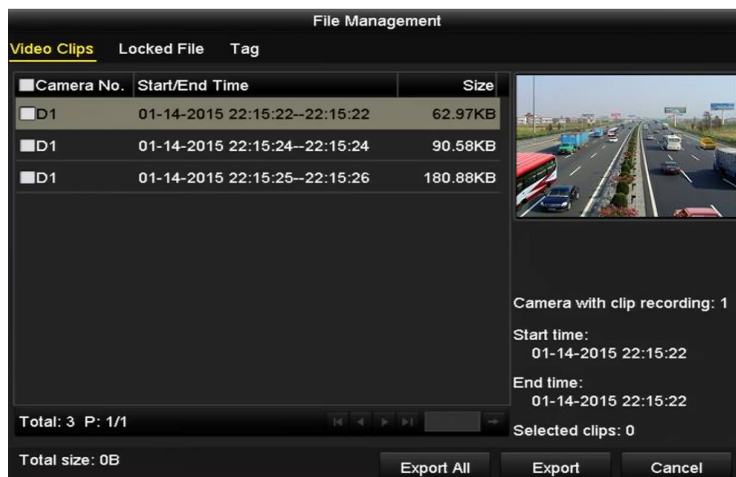 File Management
Video Clips Locked File Tag
Camera No. Start/End Time Size
D1 01-14-2015 22:15:22--22:15:22 62.97KB
D1 01-14-2015 22:15:24--22:15:24 90.58KB
D1 01-14-2015 22:15:25--22:15:26 180.88KB
Camera with clip recording: 1
Start time:
01-14-2015 22:15:22
End time:
01-14-2015 22:15:22
Selected clips: 0
Total: 3 P: 1/1
Total size: 0B
Export All Export Cancel